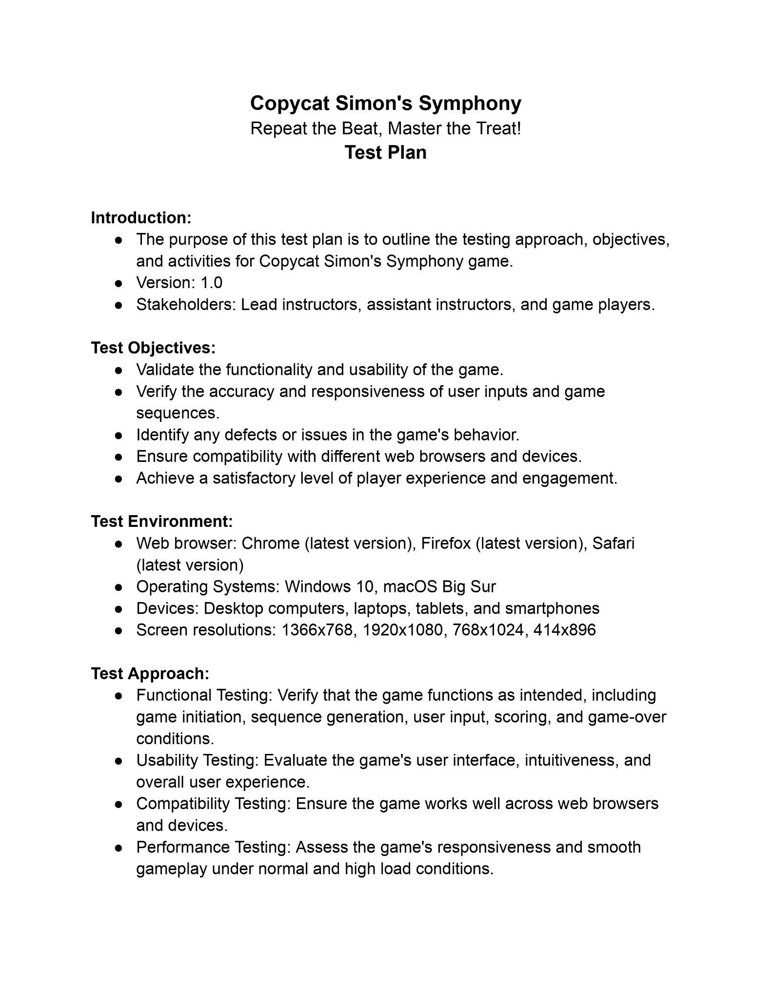 Copycat Simon's Symphony
Repeat the Beat, Master the Treat!
Test Plan
Introduction:
● The purpose of this test plan is to outline the testing approach, objectives,
and activities for Copycat Simon's Symphony game.
● Version: 1.0
● Stakeholders: Lead instructors, assistant instructors, and game players.
Test Objectives:
● Validate the functionality and usability of the game.
● Verify the accuracy and responsiveness of user inputs and game
sequences.
● Identify any defects or issues in the game's behavior.
● Ensure compatibility with different web browsers and devices.
● Achieve a satisfactory level of player experience and engagement.
Test Environment:
● Web browser: Chrome (latest version), Firefox (latest version), Safari
(latest version)
● Operating Systems: Windows 10, macOS Big Sur
● Devices: Desktop computers, laptops, tablets, and smartphones
● Screen resolutions: 1366x768, 1920x1080, 768x1024, 414x896
Test Approach:
● Functional Testing: Verify that the game functions as intended, including
game initiation, sequence generation, user input, scoring, and game-over
conditions.
● Usability Testing: Evaluate the game's user interface, intuitiveness, and
overall user experience.
● Compatibility Testing: Ensure the game works well across web browsers
and devices.
● Performance Testing: Assess the game's responsiveness and smooth
gameplay under normal and high load conditions.